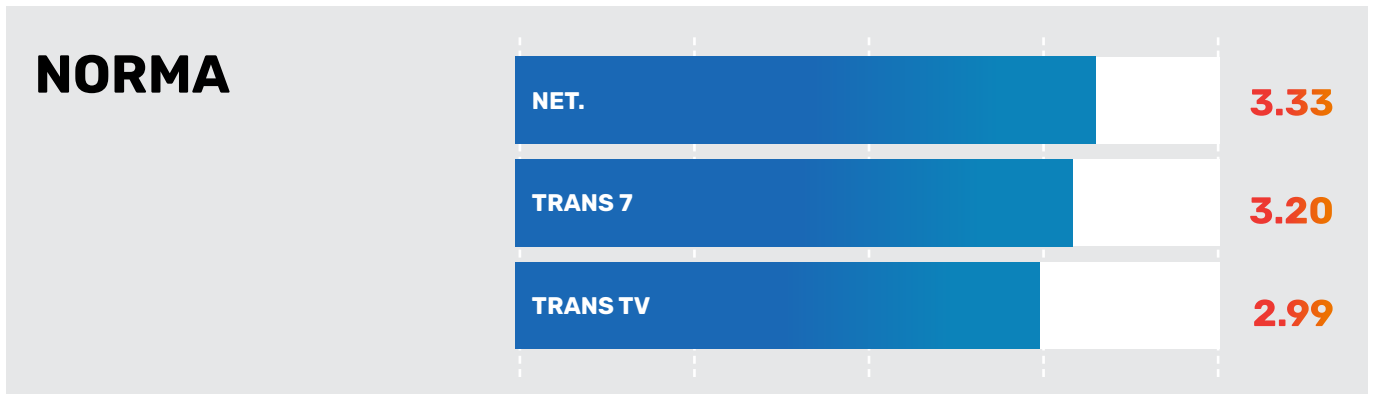 NORMA
NET.
3.33
TRANS 7
3.20
TRANS TV
2.99